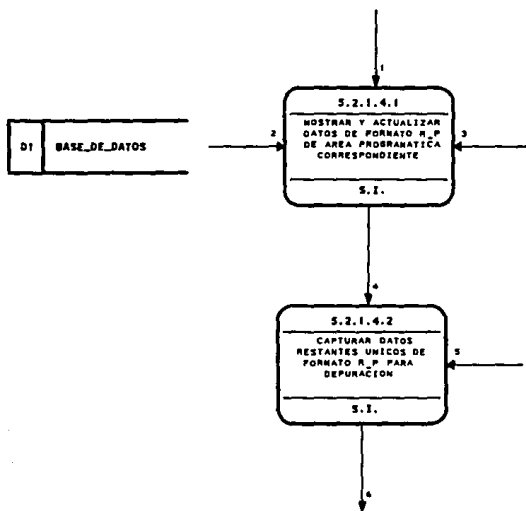 1
5.2.1.4.1
MOSTRAR Y ACTUALIZAR
DATOS DE FORMATO R_P
DE AREA PROGRAMATICA
CORRESPONDIENTE
S.I.
2
3
D1 BASE_DE_DATOS
4
5.2.1.4.2
CAPTURAR DATOS
RESTANTES UNICOS DE
FORMATO R_P PARA
DEPURACION
S.I.
5
6